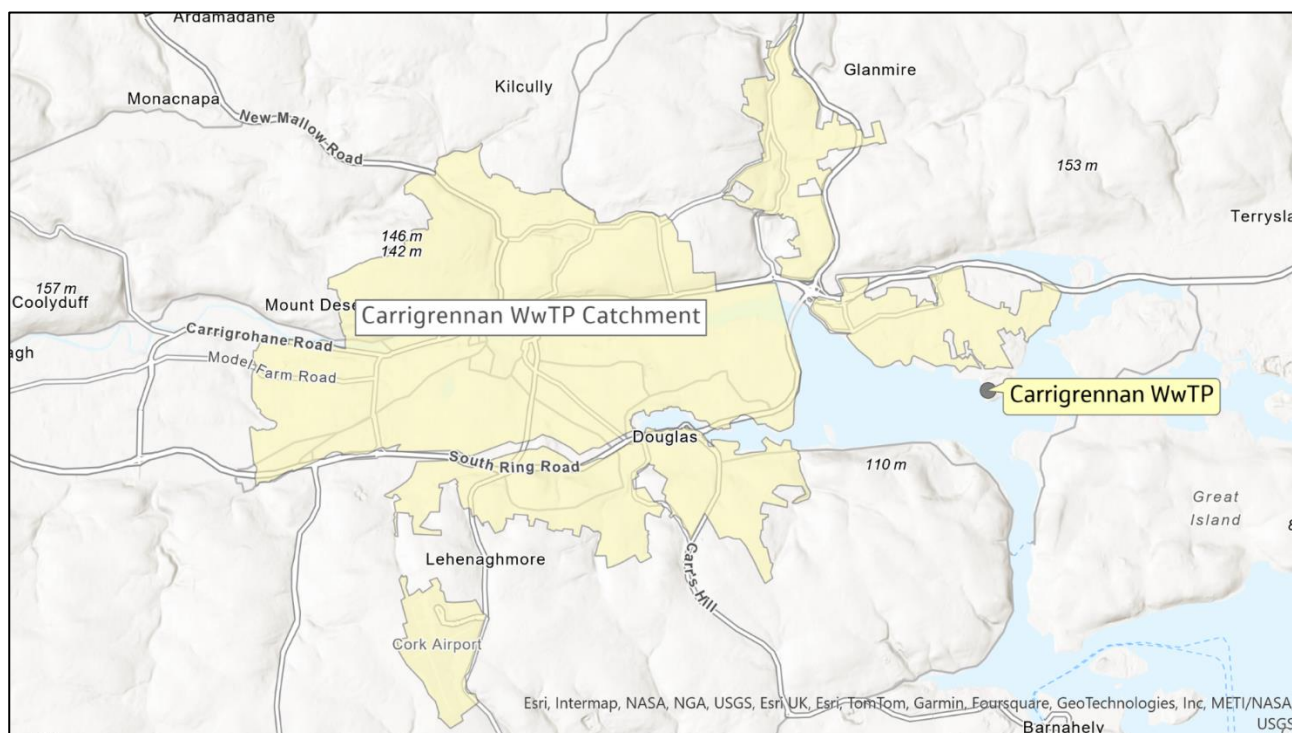 Ardamadane
Glanmire
Kilcully
Monacnapa
New Mallow Road
153 m
Terrysla
146 m
142 m
157 m
Coolyduff
Mount Dese
Carrigrennan WwTP Catchment
Carrigrohane Road
agh
Model Farm Road
Carrigrennan WwTP
Douglas
South Ring Road
110 m
Great
Island
8
Lehenaghmore
Carr's Hill
Cork Airport
Esri, Intermap, NASA, NGA, USGS, Esri UK, Esri, TomTom, Garmin, Foursquare, GeoTechnologies, Inc, METI/NASA,
USGS
Barnahely